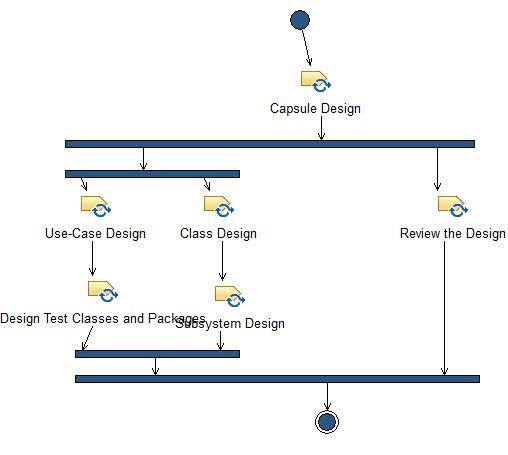 Capsule Design
Use-Case Design
Class Design
Review the Design
Design Test Classes and Packages
Subsystem Design